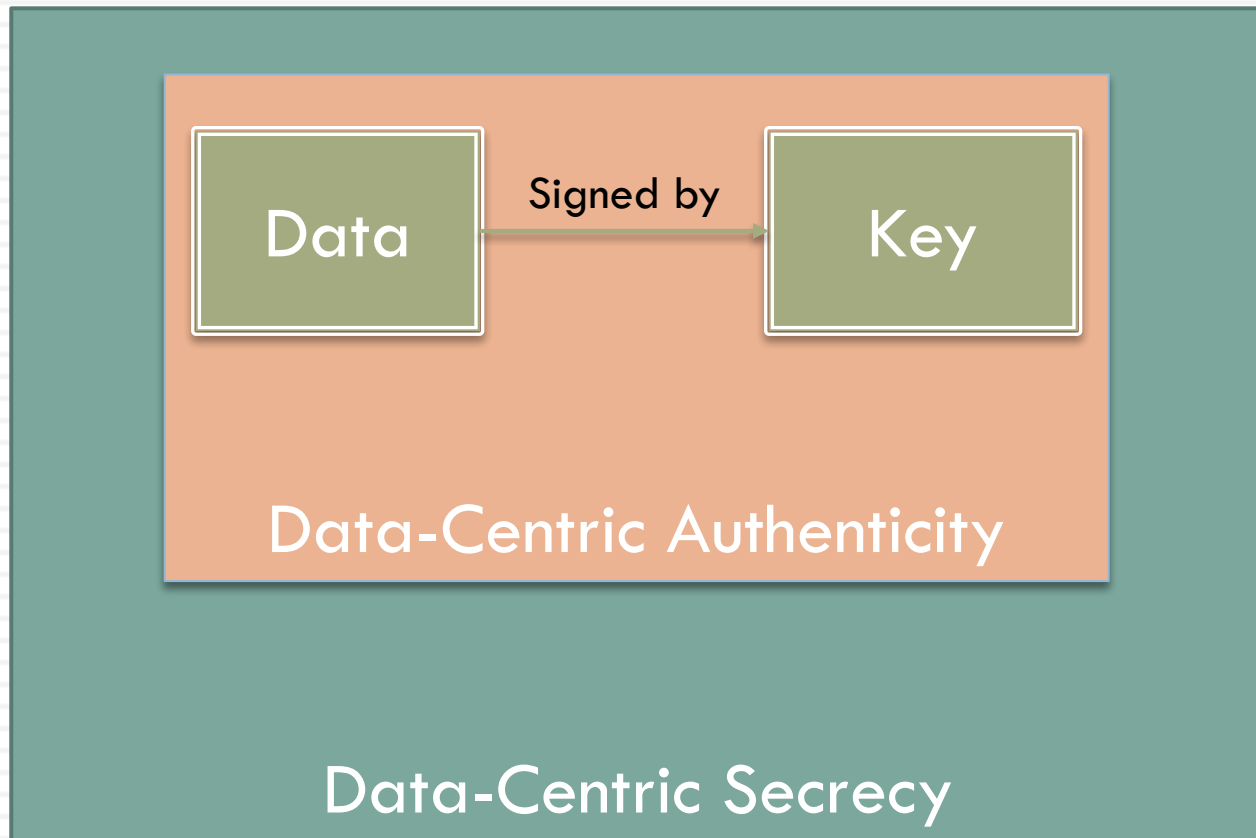 Signed by
Data
Key
Data-Centric Authenticity
Data-Centric Secrecy